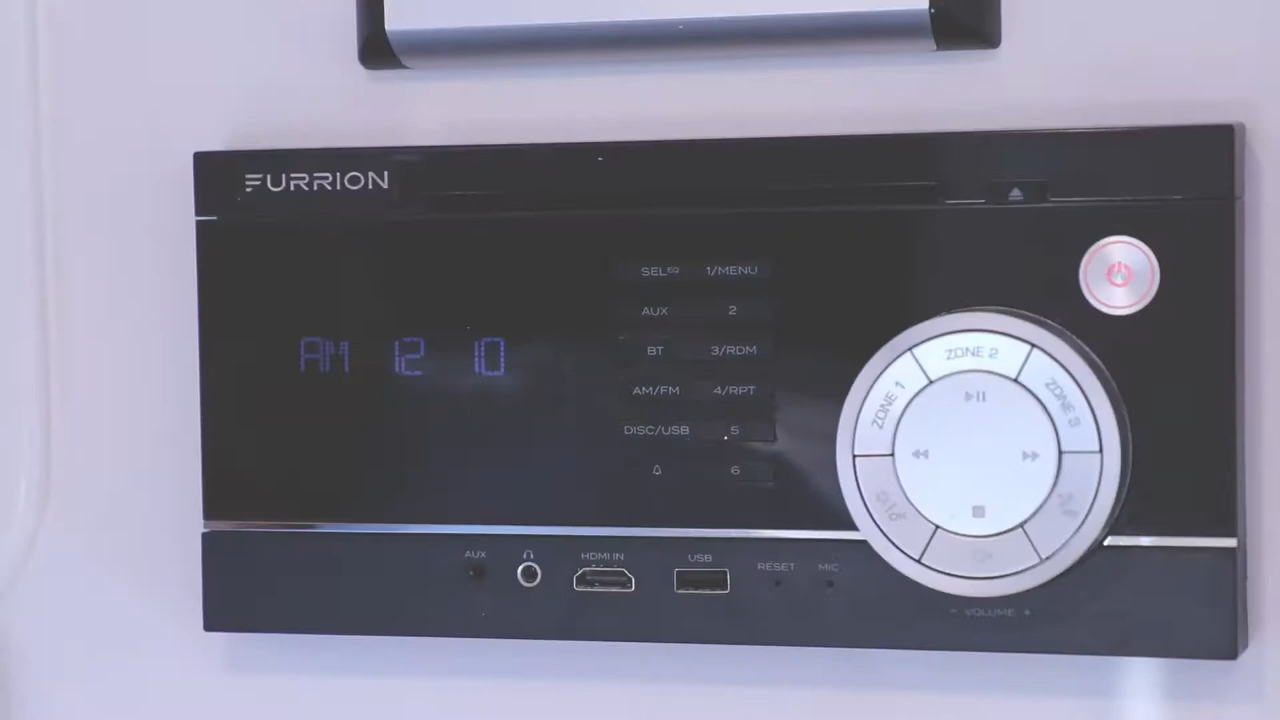 FURRION
AM 12 10
SEL EQ 1/MENU
AUX 2
BT 3/RDM
AM/FM 4/RPT
DISC/USB 5
6
ZONE 1
ZONE 2
ZONE 3
OK
AUX
HDMI IN
USB
RESET
MIC
- VOLUME +